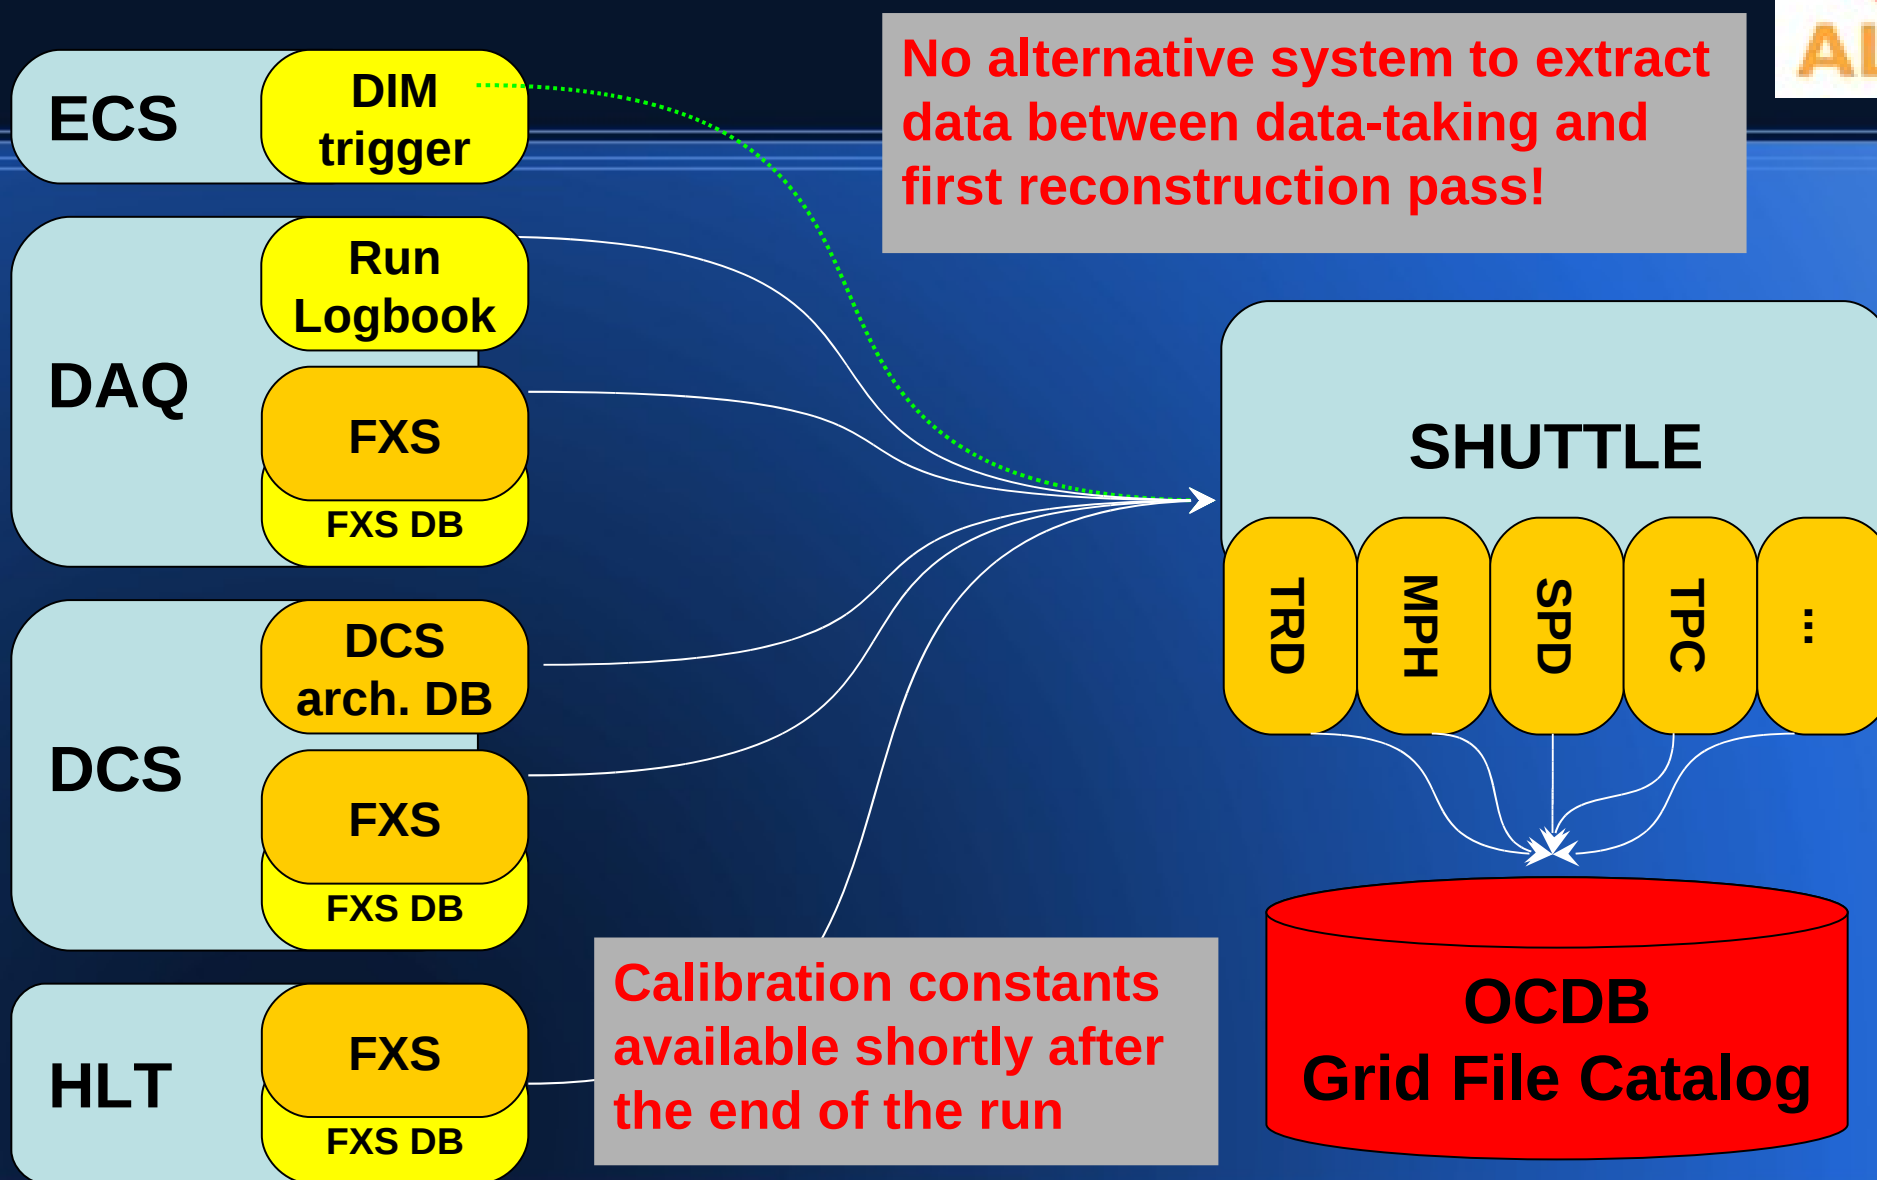 No alternative system to extract
data between data-taking and
first reconstruction pass!
ECS
DIM
trigger
DAQ
Run
Logbook
FXS
FXS DB
DCS
DCS
arch. DB
FXS
FXS DB
HLT
FXS
FXS DB
SHUTTLE
TRD
MPH
SPD
TPC
...
Calibration constants
available shortly after
the end of the run
OCDB
Grid File Catalog